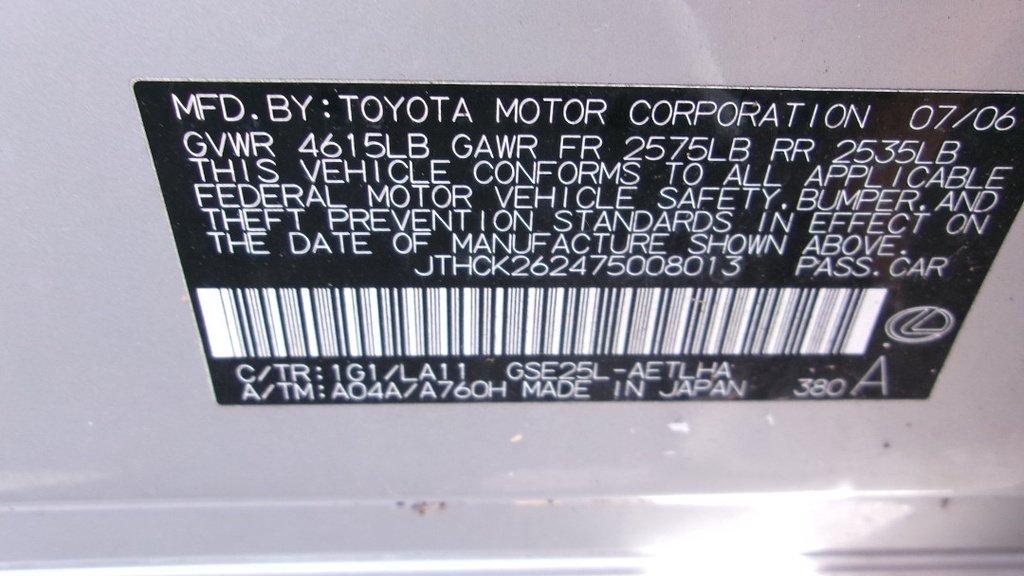 MFD. BY: TOYOTA MOTOR CORPORATION 07/06
GVWR 4615LB GAWR FR 2575LB RR 2535LB
THIS VEHICLE CONFORMS TO ALL APPLICABLE
FEDERAL MOTOR VEHICLE SAFETY, BUMPER, AND
THEFT PREVENTION STANDARDS IN EFFECT ON
THE DATE OF MANUFACTURE SHOWN ABOVE.
JTHCK262475008013 PASS. CAR
C/TR: 1G1/LA11 GSE25L-AETLHA
A/TM: A04A/A760H MADE IN JAPAN 380 A